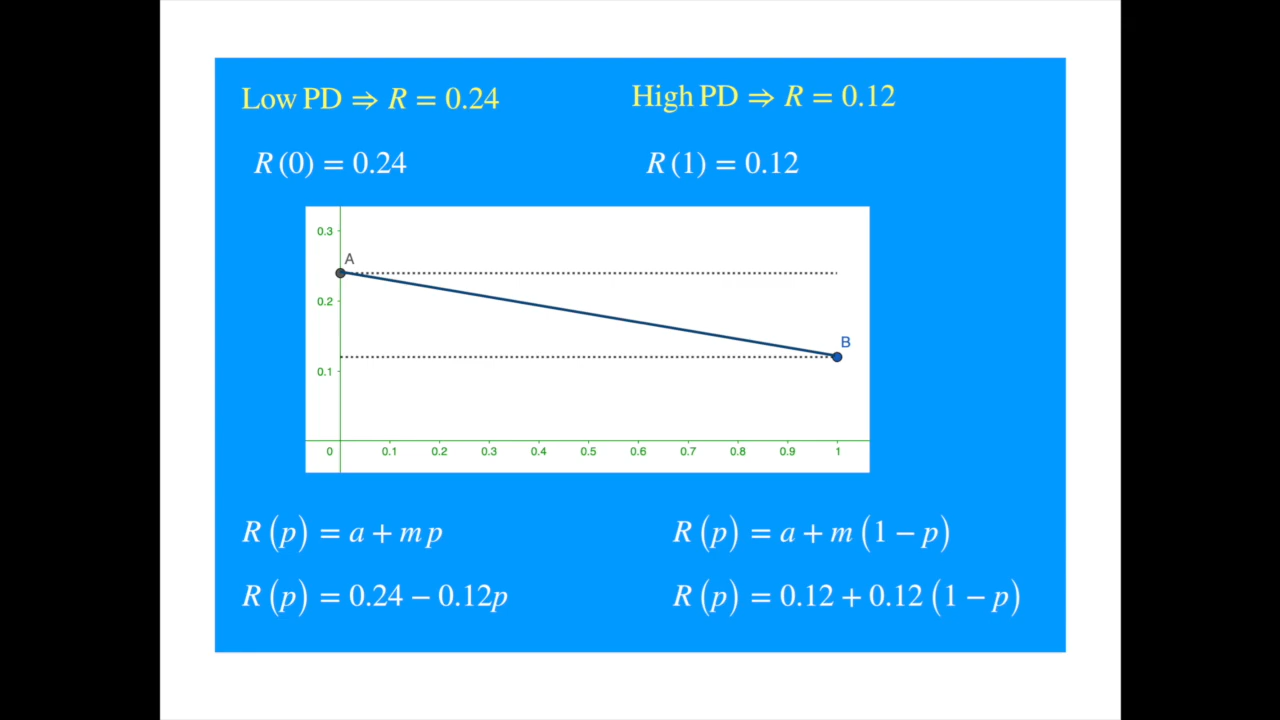 Low PD ⇒ R = 0.24
High PD ⇒ R = 0.12
R (0) = 0.24
R (1) = 0.12
0.3
A
0.2
B
0.1
0 0.1 0.2 0.3 0.4 0.5 0.6 0.7 0.8 0.9 1
R (p) = a + m p
R (p) = a + m (1 − p)
R (p) = 0.24 − 0.12p
R (p) = 0.12 + 0.12 (1 − p)